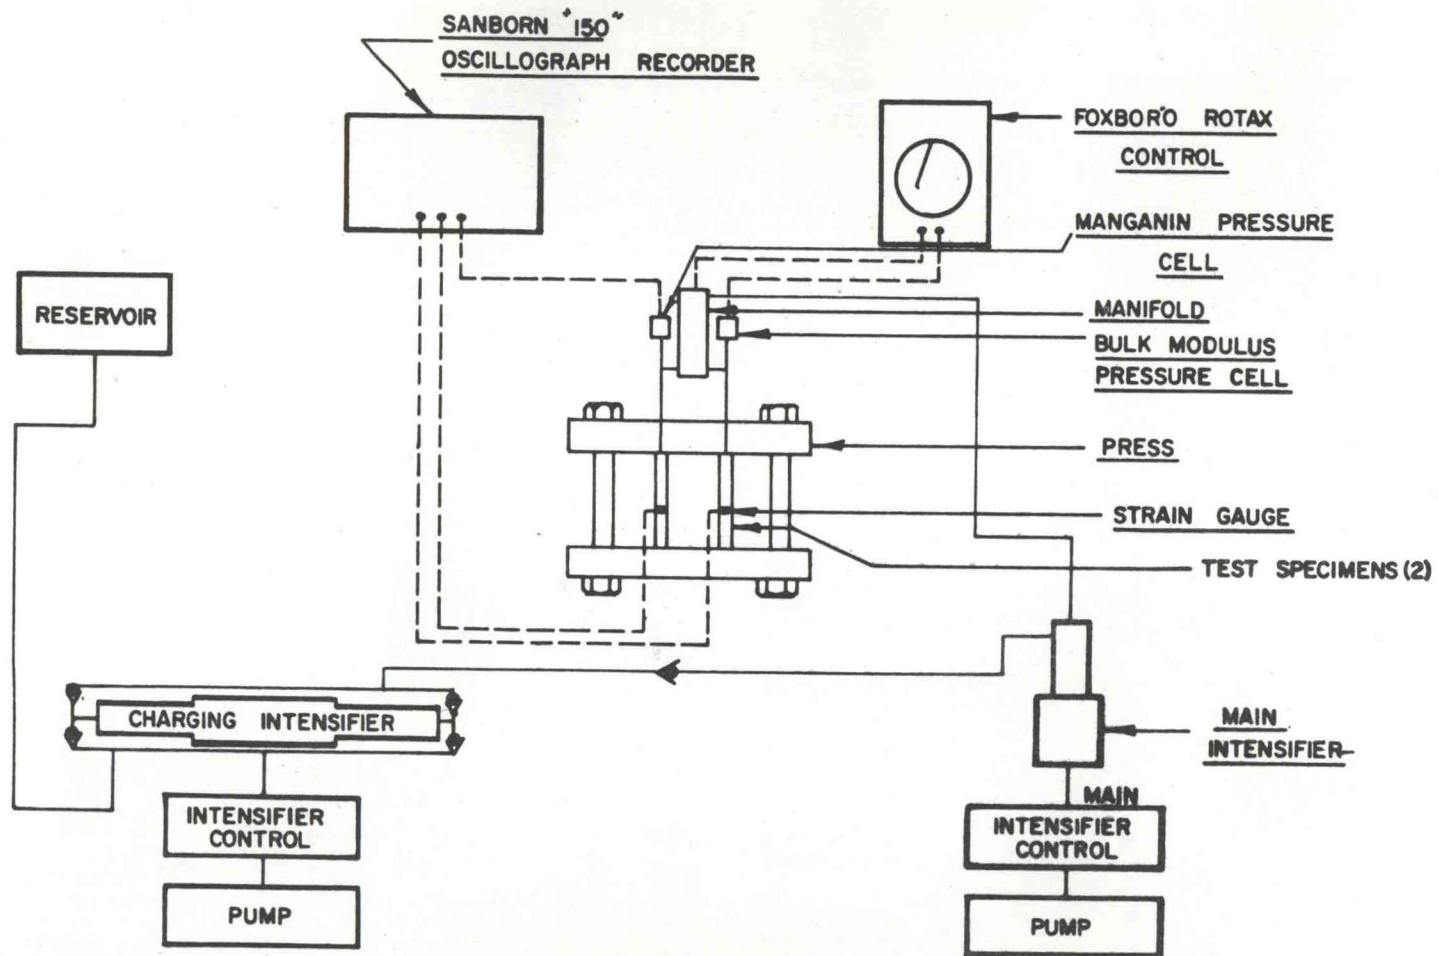 SANBORN "150"
OSCILLOGRAPH RECORDER
FOXBOR'O ROTAX
CONTROL
MANGANIN PRESSURE
CELL
RESERVOIR
MANIFOLD
BULK MODULUS
PRESSURE CELL
PRESS
STRAIN GAUGE
TEST SPECIMENS (2)
CHARGING INTENSIFIER
MAIN
INTENSIFIER
INTENSIFIER
CONTROL
PUMP
MAIN
INTENSIFIER
CONTROL
PUMP